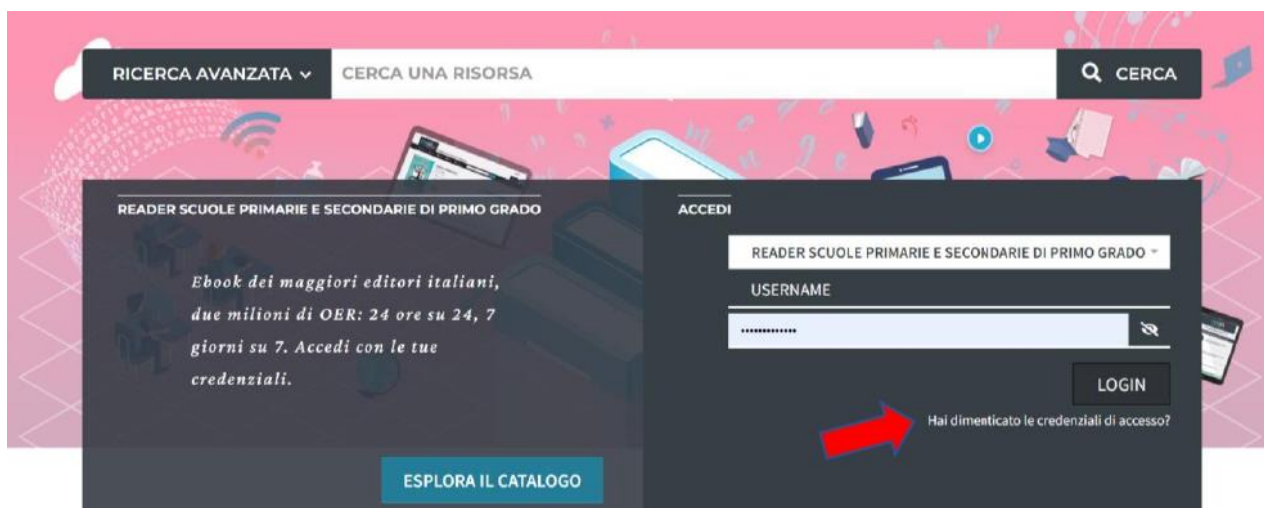 RICERCA AVANZATA
CERCA UNA RISORSA
CERCA
READER SCUOLE PRIMARIE E SECONDARIE DI PRIMO GRADO
Ebook dei maggiori editori italiani,
due milioni di OER: 24 ore su 24, 7
giorni su 7. Accedi con le tue
credenziali.
ESPLORA IL CATALOGO
ACCEDI
READER SCUOLE PRIMARIE E SECONDARIE DI PRIMO GRADO
USERNAME
•••••••••••••
LOGIN
Hai dimenticato le credenziali di accesso?